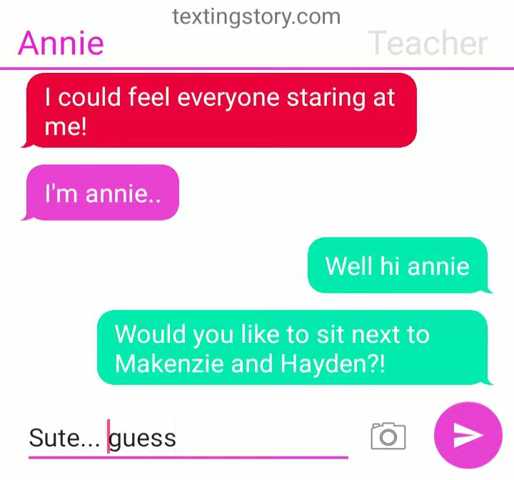 textingstory.com
Annie
Teacher
I could feel everyone staring at
me!
I'm annie..
Well hi annie
Would you like to sit next to
Makenzie and Hayden?!
Sute... guess